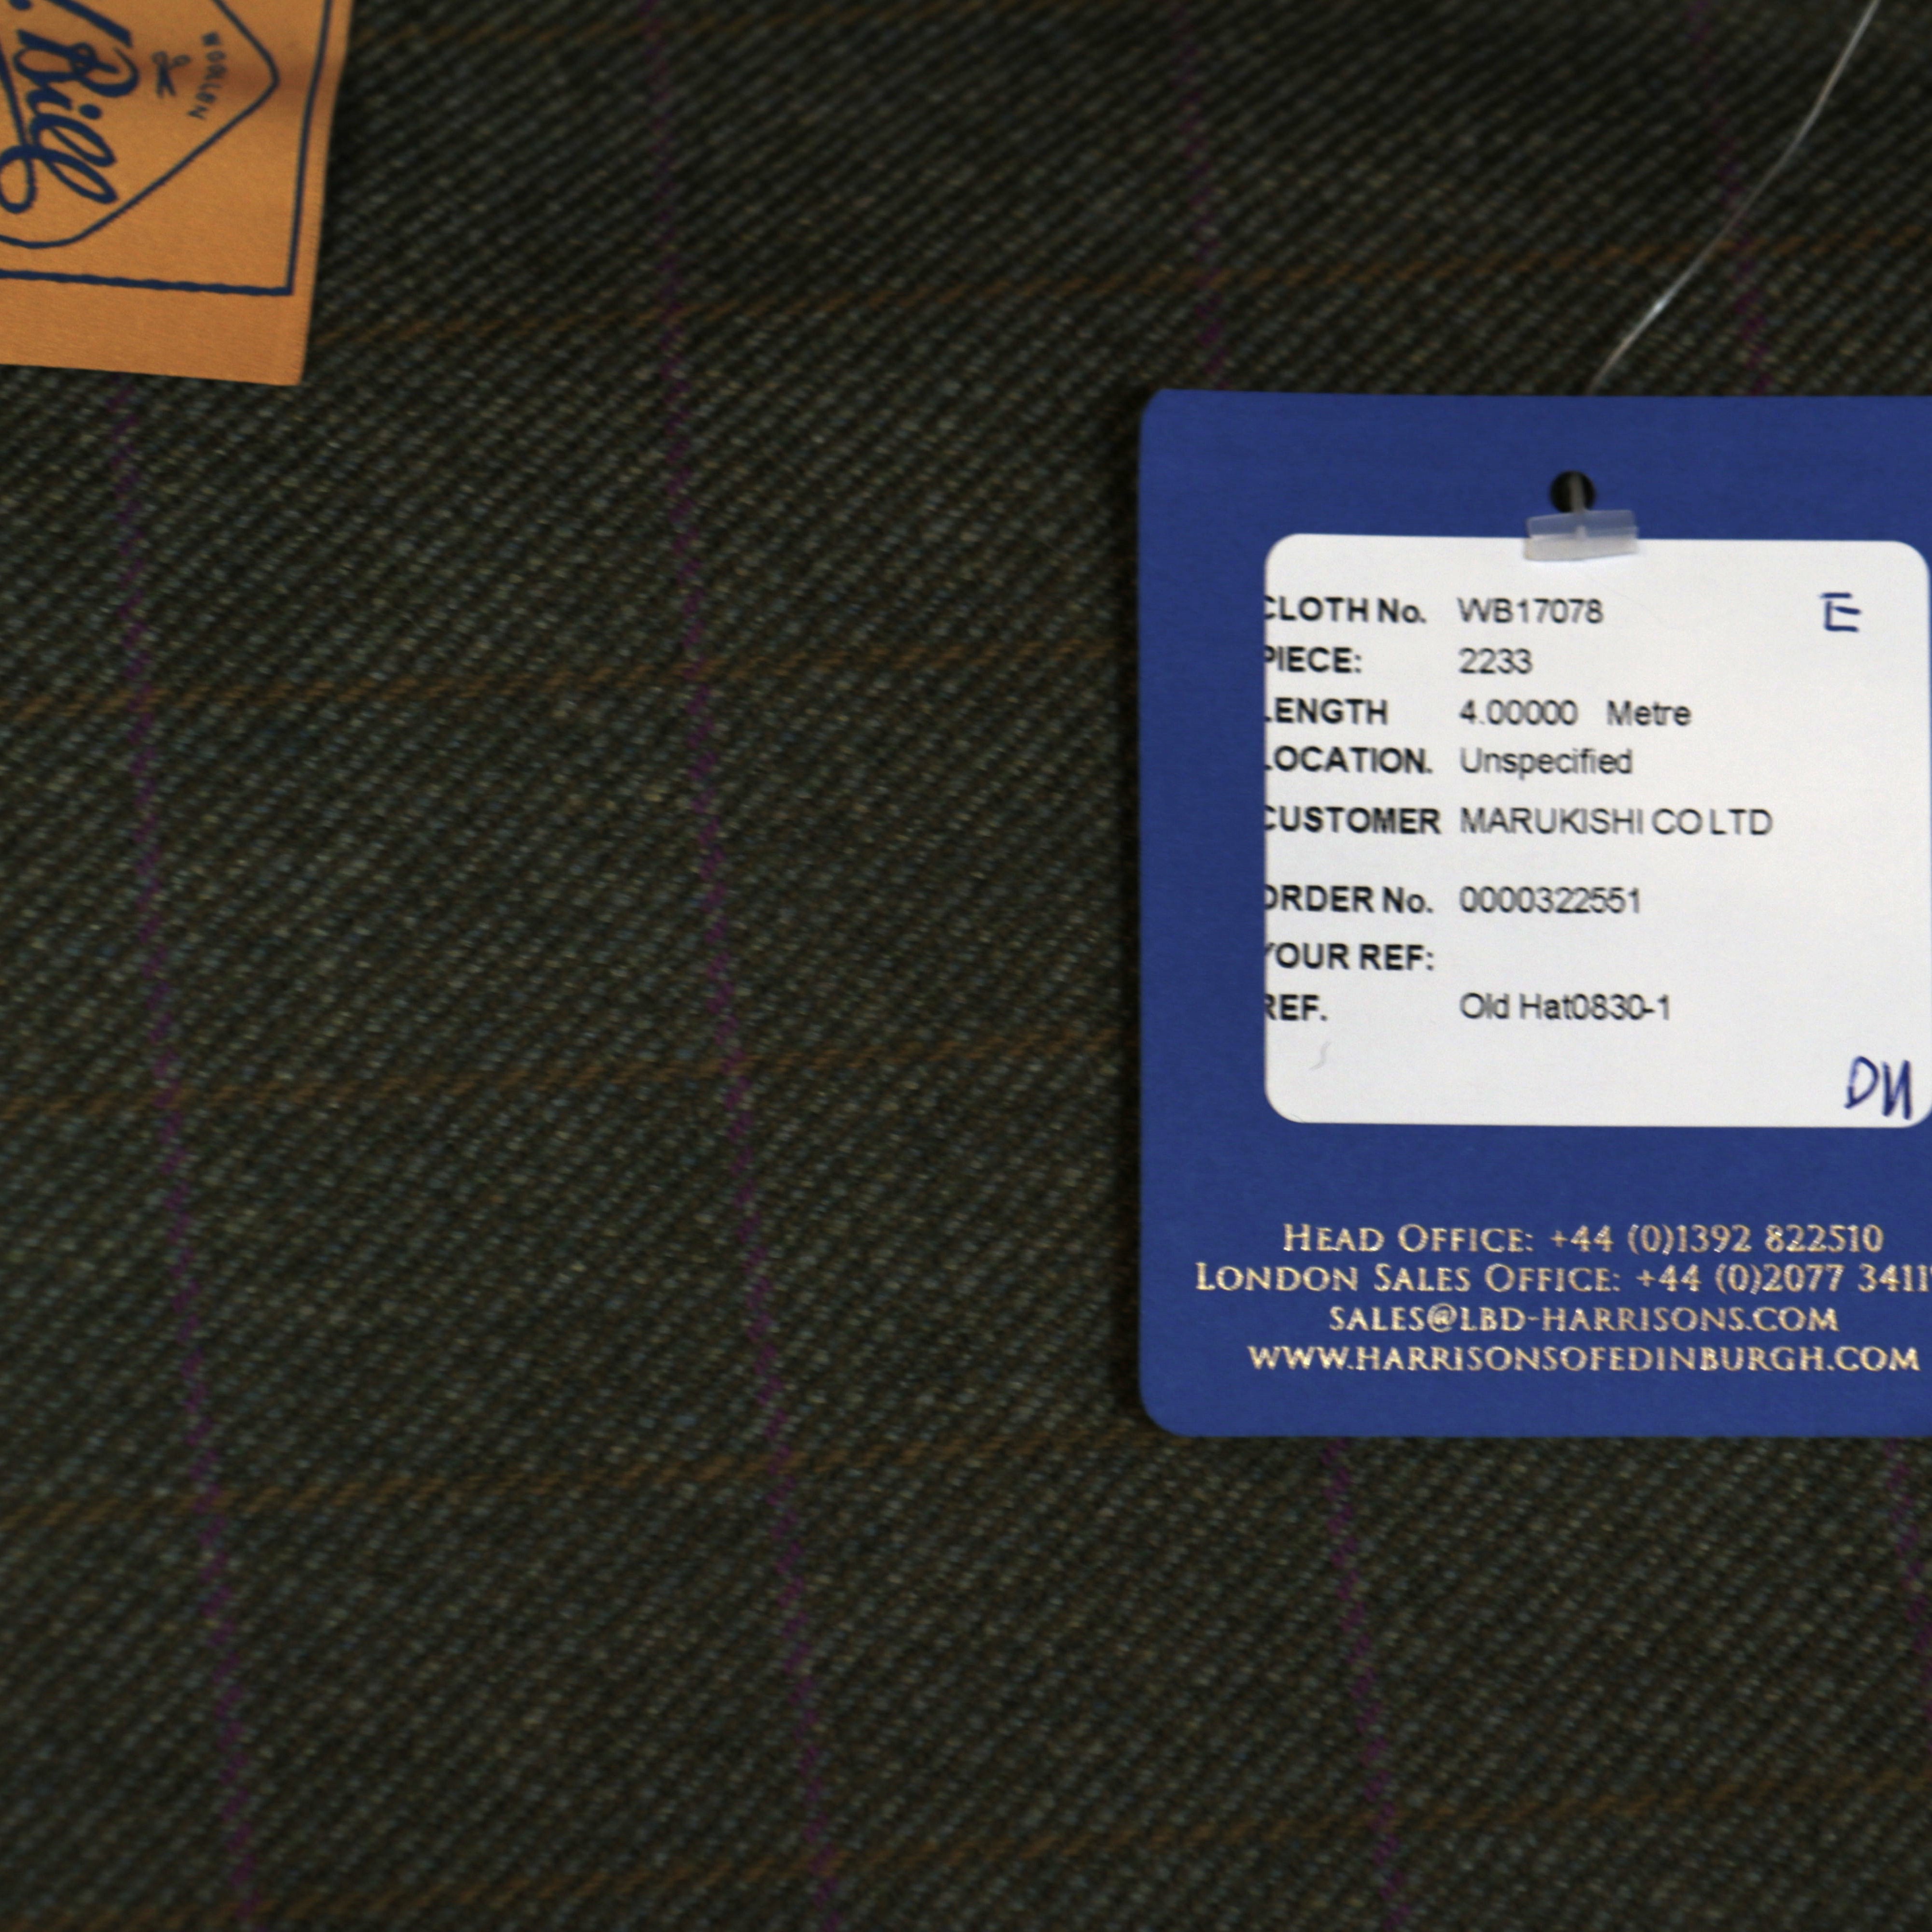 Bill
WOOLEN
CLOTH No. WB17078 E
PIECE: 2233
LENGTH 4.00000 Metre
LOCATION. Unspecified
CUSTOMER MARUKISHI CO LTD
ORDER No. 0000322551
YOUR REF:
REF. Old Hat0830-1
HEAD OFFICE: +44 (0)1392 822510
LONDON SALES OFFICE: +44 (0)2077 3411
SALES@LBD-HARRISONS.COM
WWW.HARRISONSOFEDINBURGH.COM